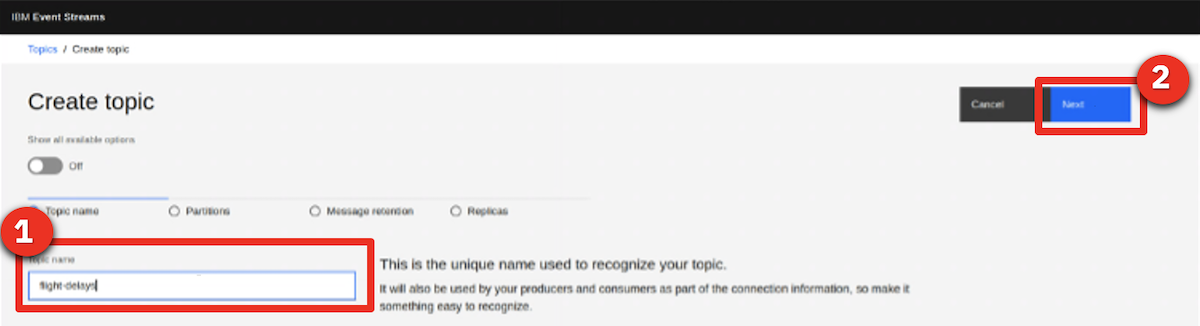 IBM Event Streams
Topics / Create topic
Create topic
Cancel
Next
2
Show all available options
Off
Topic name
Partitions
Message retention
Replicas
1
Topic name
flight-delays
This is the unique name used to recognize your topic.
It will also be used by your producers and consumers as part of the connection information, so make it
something easy to recognize.